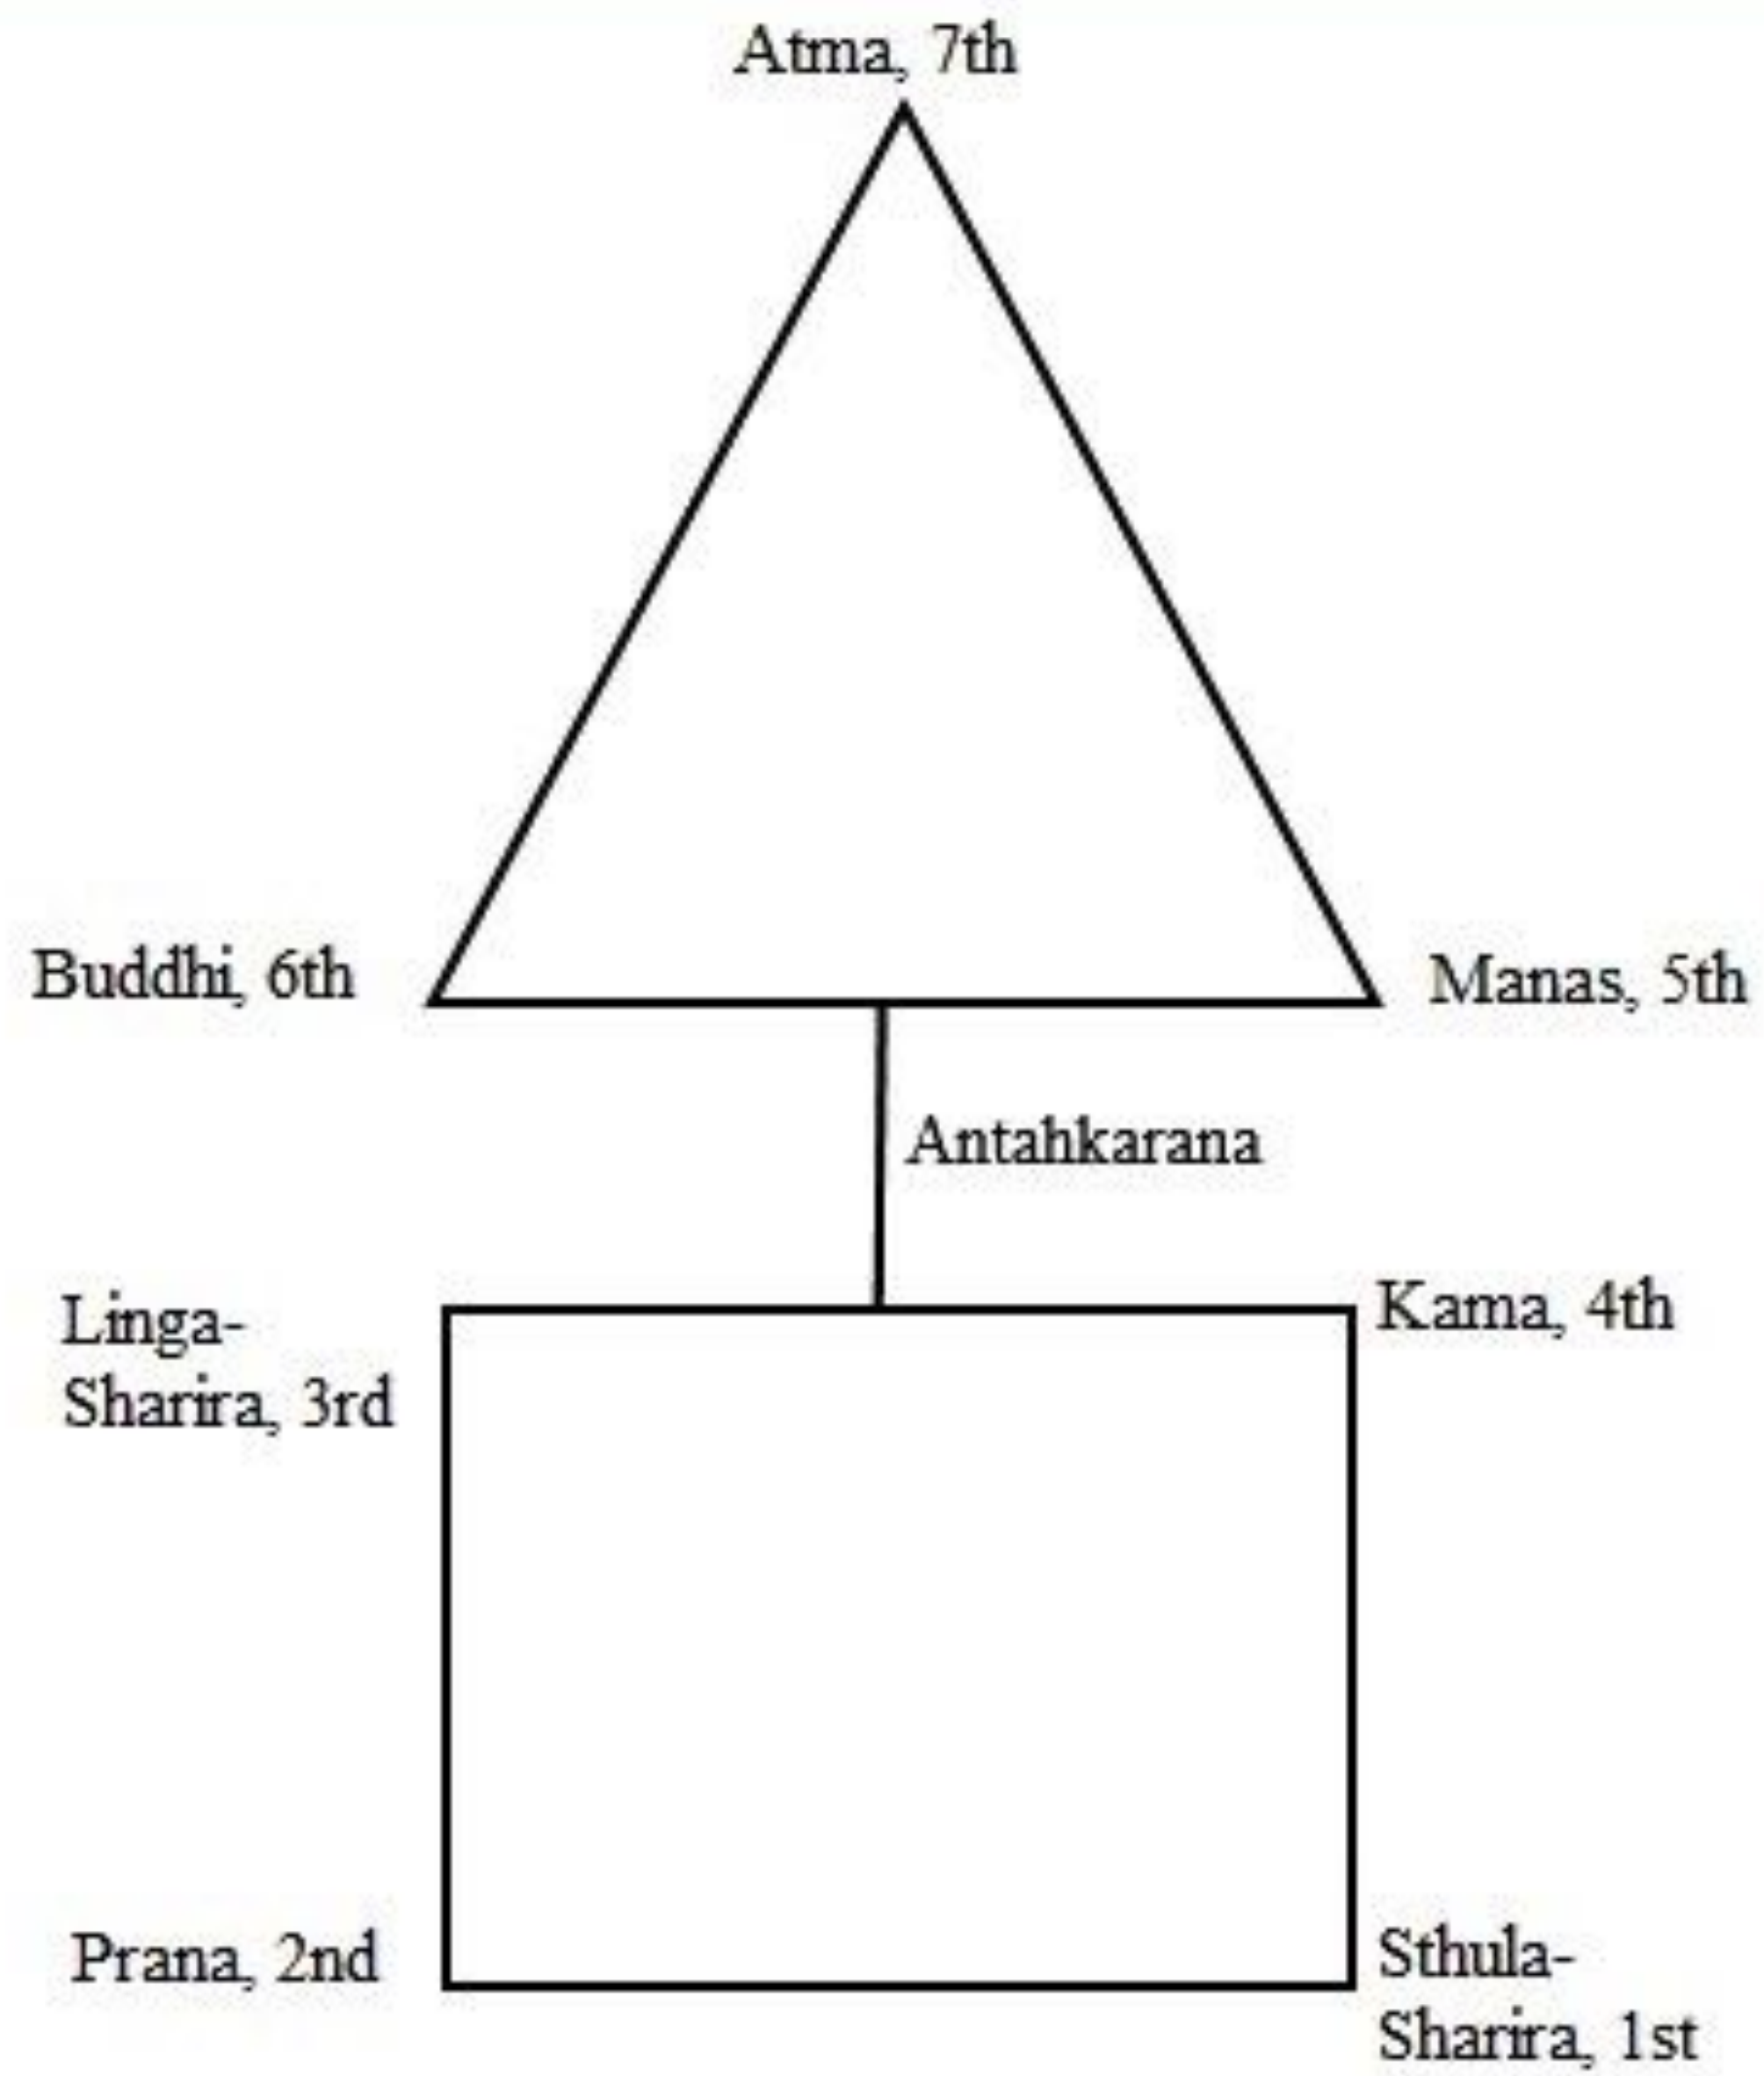 Atma, 7th
Buddhi, 6th
Manas, 5th
Antahkarana
Linga-
Sharira, 3rd
Kama, 4th
Prana, 2nd
Sthula-
Sharira, 1st